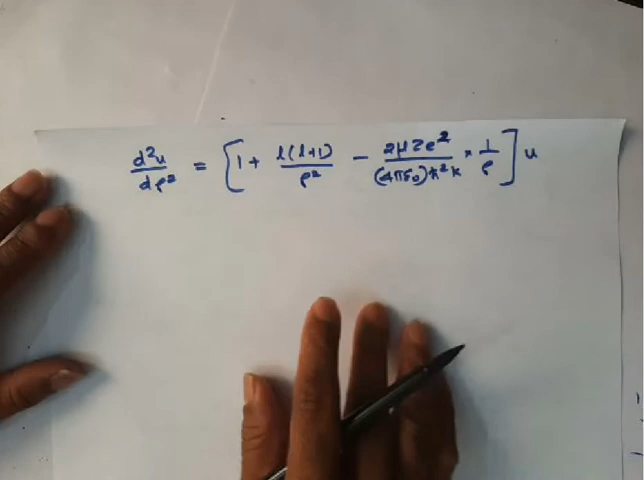 d²u/dρ² = [1 + l(l+1)/ρ² − 2μZe²/(4πε₀)ħ²k × 1/ρ] u